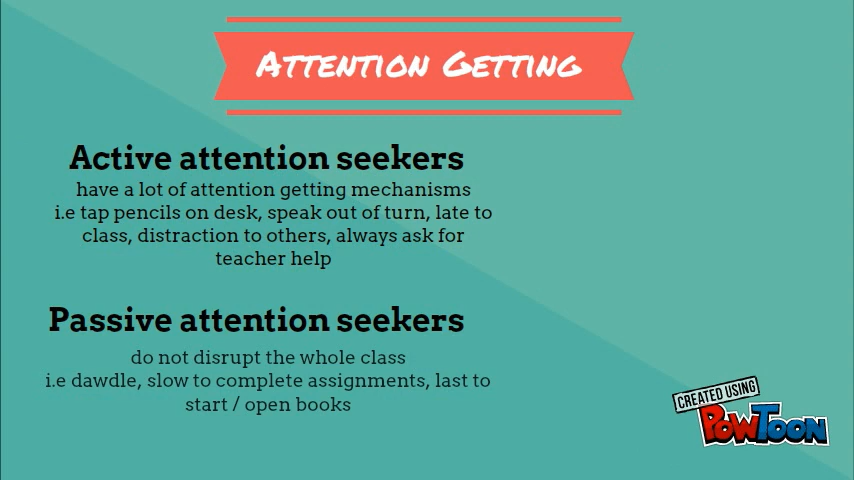 Attention Getting
Active attention seekers
have a lot of attention getting mechanisms
i.e tap pencils on desk, speak out of turn, late to
class, distraction to others, always ask for
teacher help
Passive attention seekers
do not disrupt the whole class
i.e dawdle, slow to complete assignments, last to
start / open books
CREATED USING
POWTOON